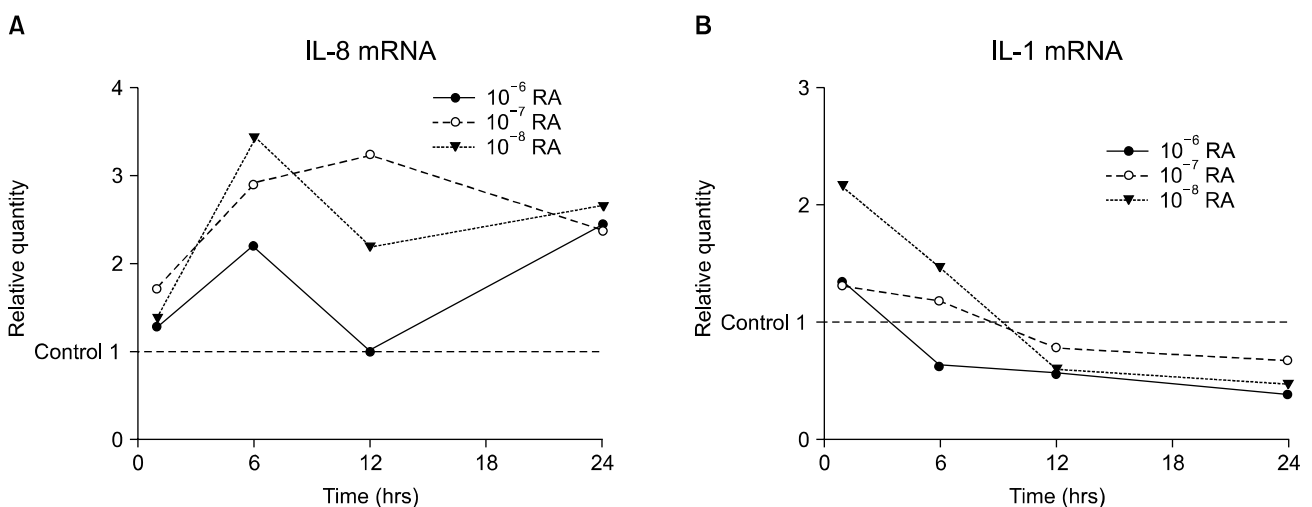 A
IL-8 mRNA
Relative quantity
4
3
2
Control 1
0
0 6 12 18 24
Time (hrs)
10⁻⁶ RA
10⁻⁷ RA
10⁻⁸ RA
B
IL-1 mRNA
Relative quantity
3
2
Control 1
0
0 6 12 18 24
Time (hrs)
10⁻⁶ RA
10⁻⁷ RA
10⁻⁸ RA